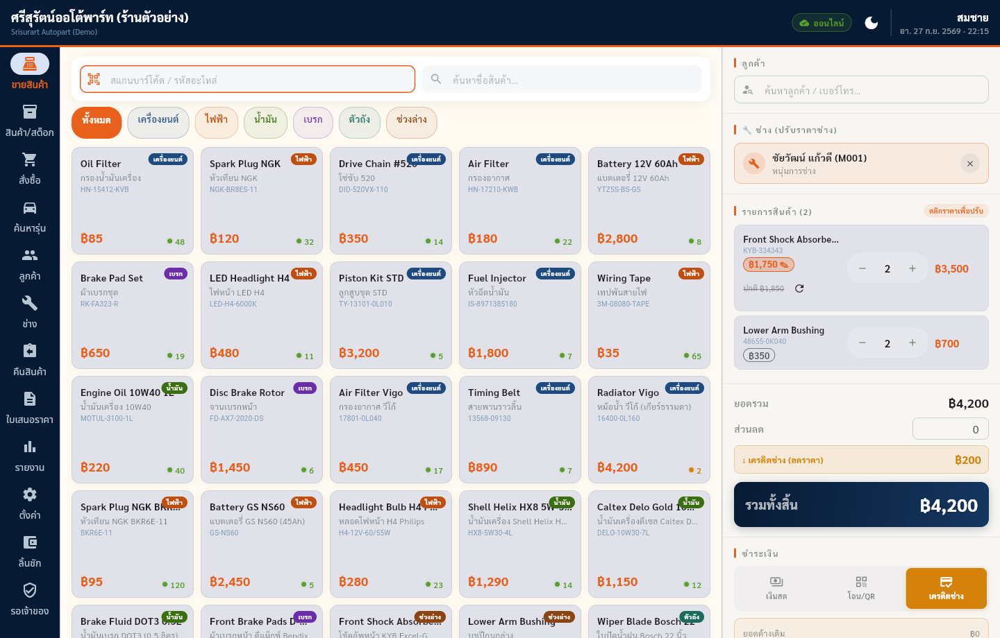 ศรีสุรัตน์ออโต้พาร์ท (ร้านตัวอย่าง)
Srisurart Autopart (Demo)
ออนไลน์
สมชาย
อา. 27 ก.ย. 2569 · 22:15
ขายสินค้า
สินค้า/สต็อก
สั่งซื้อ
ค้นหารุ่น
ลูกค้า
ช่าง
คืนสินค้า
ใบเสนอราคา
รายงาน
ตั้งค่า
ลิ้นชัก
รอเจ้าของ
สแกนบาร์โค้ด / รหัสอะไหล่
ค้นหาชื่อสินค้า...
ทั้งหมด
เครื่องยนต์
ไฟฟ้า
น้ำมัน
เบรก
ตัวถัง
ช่วงล่าง
Oil Filter
เครื่องยนต์
กรองน้ำมันเครื่อง
HN-15412-KVB
฿85
48
Spark Plug NGK
ไฟฟ้า
หัวเทียน NGK
NGK-BR8ES-11
฿120
32
Drive Chain #520
เครื่องยนต์
โซ่ขับ 520
DID-520VX-110
฿350
14
Air Filter
เครื่องยนต์
กรองอากาศ
HN-17210-KWB
฿180
22
Battery 12V 60Ah
ไฟฟ้า
แบตเตอรี่ 12V 60Ah
YTZ5S-BS-GS
฿2,800
8
Brake Pad Set
เบรก
ผ้าเบรกชุด
RK-FA323-R
฿650
19
LED Headlight H4
ไฟฟ้า
ไฟหน้า LED H4
LED-H4-6000K
฿480
11
Piston Kit STD
เครื่องยนต์
ลูกสูบชุด STD
TY-13101-0L010
฿3,200
5
Fuel Injector
เครื่องยนต์
หัวฉีดน้ำมัน
IS-8971385180
฿1,800
7
Wiring Tape
ไฟฟ้า
เทปพันสายไฟ
3M-08080-TAPE
฿35
65
Engine Oil 10W40 1L
น้ำมัน
น้ำมันเครื่อง 10W40
MOTUL-3100-1L
฿220
40
Disc Brake Rotor
เบรก
จานเบรกหน้า
FD-AX7-2020-DS
฿1,450
6
Air Filter Vigo
เครื่องยนต์
กรองอากาศ วีโก้
17801-0L040
฿450
17
Timing Belt
เครื่องยนต์
สายพานราวลิ้น
13568-09130
฿890
7
Radiator Vigo
เครื่องยนต์
หม้อน้ำ วีโก้ (เกียร์ธรรมดา)
16400-0L160
฿4,200
2
Spark Plug NGK
ไฟฟ้า
หัวเทียน NGK BKR6E-11
BKR6E-11
฿95
120
Battery GS NS60
ไฟฟ้า
แบตเตอรี่ GS NS60 (45Ah)
GS-NS60
฿2,450
5
Headlight Bulb H4
ไฟฟ้า
หลอดไฟหน้า H4 Philips
H4-12V-60/55W
฿280
23
Shell Helix HX8
น้ำมัน
น้ำมันเครื่อง Shell Helix H...
HX8-5W30-4L
฿1,290
14
Caltex Delo Gold
น้ำมัน
น้ำมันเครื่องดีเซล Caltex D...
DELO-10W30-7L
฿1,150
12
Brake Fluid DOT3
น้ำมัน
น้ำมันเบรก DOT3 (0.5 ลิตร)
Front Brake Pads
เบรก
ผ้าเบรกหน้า ดีแม็กซ์ Bendix
Front Shock Absorbe...
ช่วงล่าง
โช้คอัพหน้า KYB Excel-G
Lower Arm Bushing
ช่วงล่าง
บูชปีกนกล่าง
Wiper Blade Bosch 22
ตัวถัง
ใบปัดน้ำฝน Bosch 22 นิ้ว
ลูกค้า
ค้นหาลูกค้า / เบอร์โทร...
ช่าง (ปรับราคาช่าง)
ชัยวัฒน์ แก้วดี (M001)
หนุ่มการช่าง
รายการสินค้า (2)
คลิกราคาเพื่อปรับ
Front Shock Absorbe...
KYB-334343
฿1,750
ปกติ ฿1,850
− 2 +
฿3,500
Lower Arm Bushing
48655-0K040
฿350
− 2 +
฿700
ยอดรวม
฿4,200
ส่วนลด
0
↓ เครดิตช่าง (ลดราคา)
฿200
รวมทั้งสิ้น
฿4,200
ชำระเงิน
เงินสด
โอน/QR
เครดิตช่าง
ยอดค้างเดิม
฿0